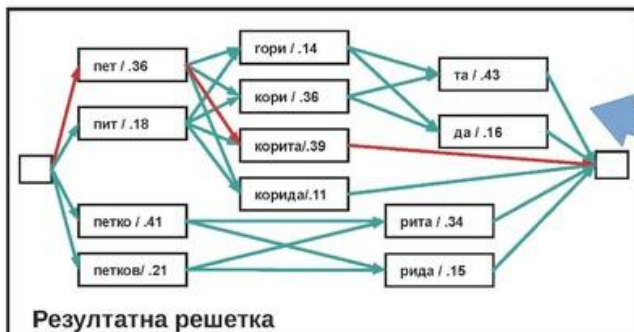 пет / .36
пит / .18
гори / .14
кори / .36
корита/.39
корида/.11
та / .43
да / .16
петко / .41
петков/ .21
рита / .34
рида / .15
Резултатна решетка